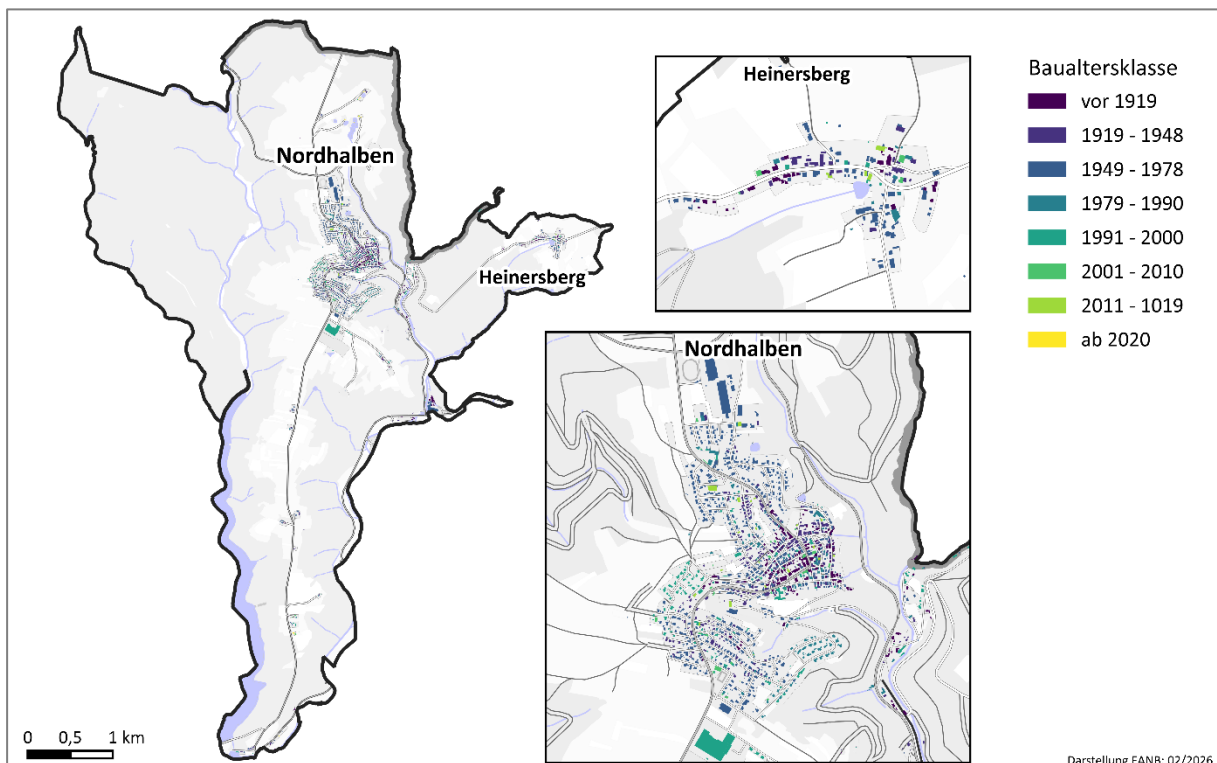 Nordhalben
Heinersberg
0 0,5 1 km
Heinersberg
Nordhalben
Baualtersklasse
vor 1919
1919 - 1948
1949 - 1978
1979 - 1990
1991 - 2000
2001 - 2010
2011 - 1019
ab 2020
Darstellung EANB: 02/2026